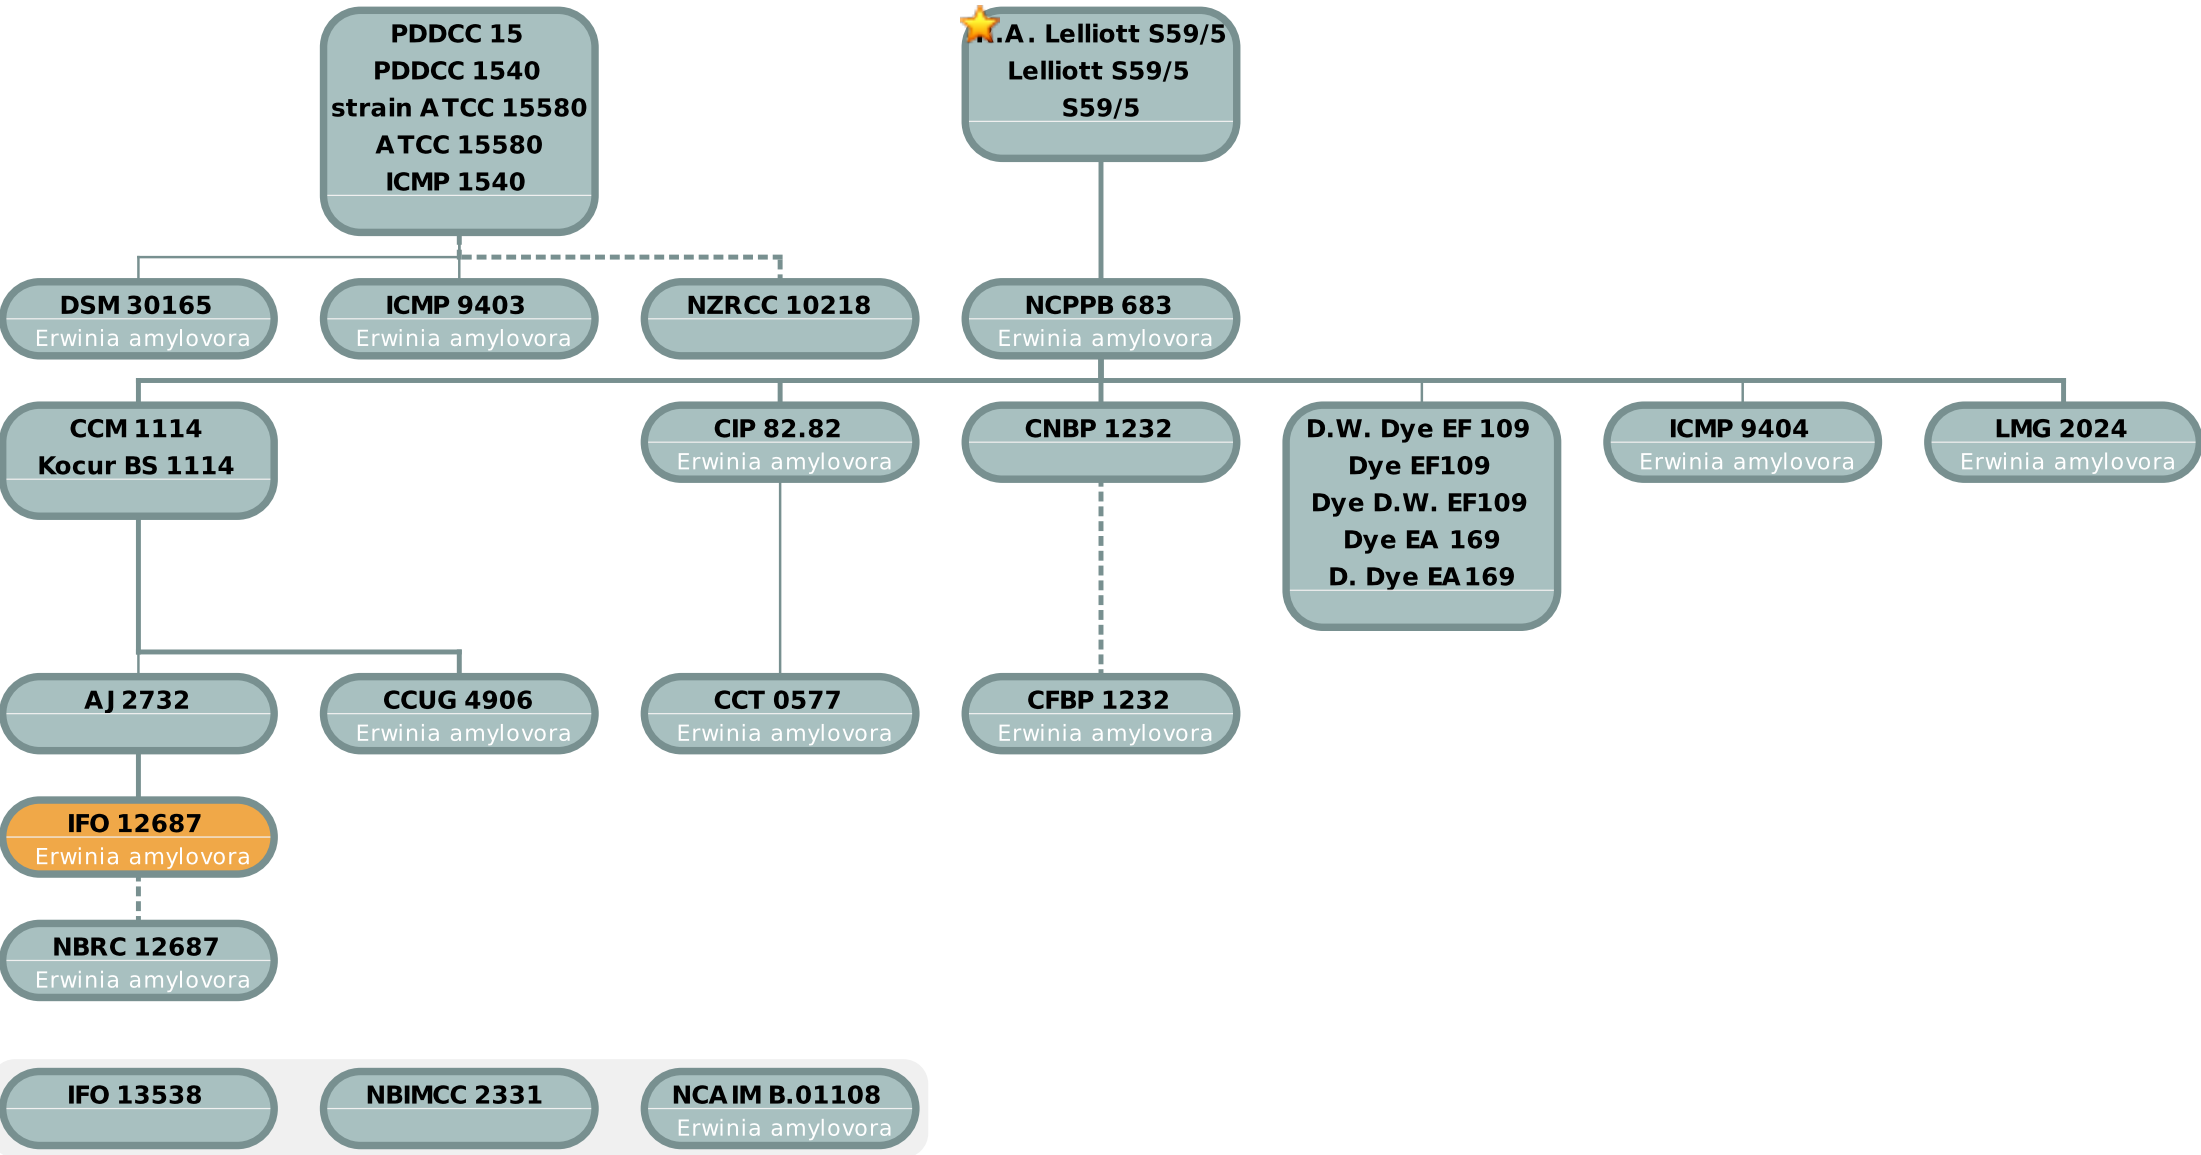 PDDCC 15
PDDCC 1540
strain ATCC 15580
ATCC 15580
ICMP 1540
.A. Lelliott S59/5
Lelliott S59/5
S59/5
DSM 30165
Erwinia amylovora
ICMP 9403
Erwinia amylovora
NZRCC 10218
NCPPB 683
Erwinia amylovora
CCM 1114
Kocur BS 1114
CIP 82.82
Erwinia amylovora
CNBP 1232
D.W. Dye EF 109
Dye EF109
Dye D.W. EF109
Dye EA 169
D. Dye EA169
ICMP 9404
Erwinia amylovora
LMG 2024
Erwinia amylovora
AJ 2732
CCUG 4906
Erwinia amylovora
CCT 0577
Erwinia amylovora
CFBP 1232
Erwinia amylovora
IFO 12687
Erwinia amylovora
NBRC 12687
Erwinia amylovora
IFO 13538
NBIMCC 2331
NCAIM B.01108
Erwinia amylovora